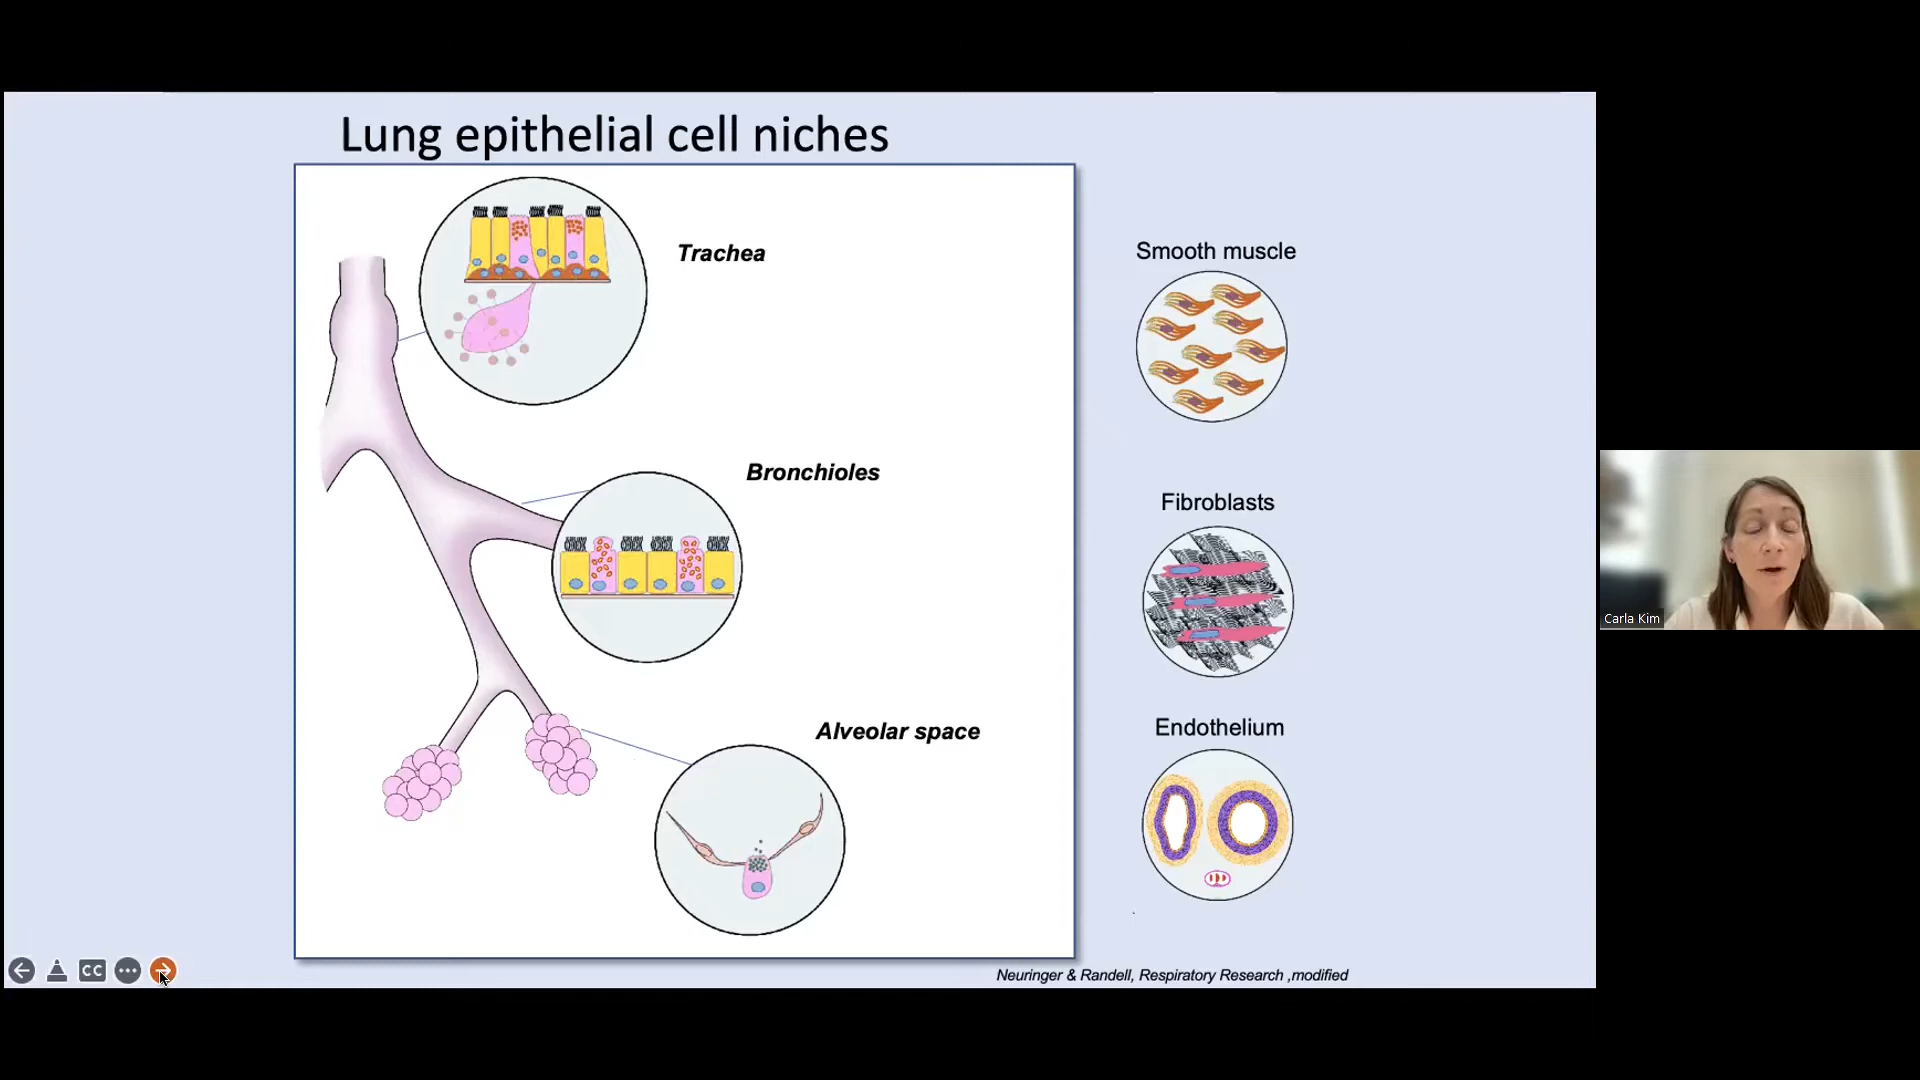 Lung epithelial cell niches
Trachea
Bronchioles
Alveolar space
Smooth muscle
Fibroblasts
Endothelium
Neuringer & Randell, Respiratory Research ,modified
CC
Carla Kim